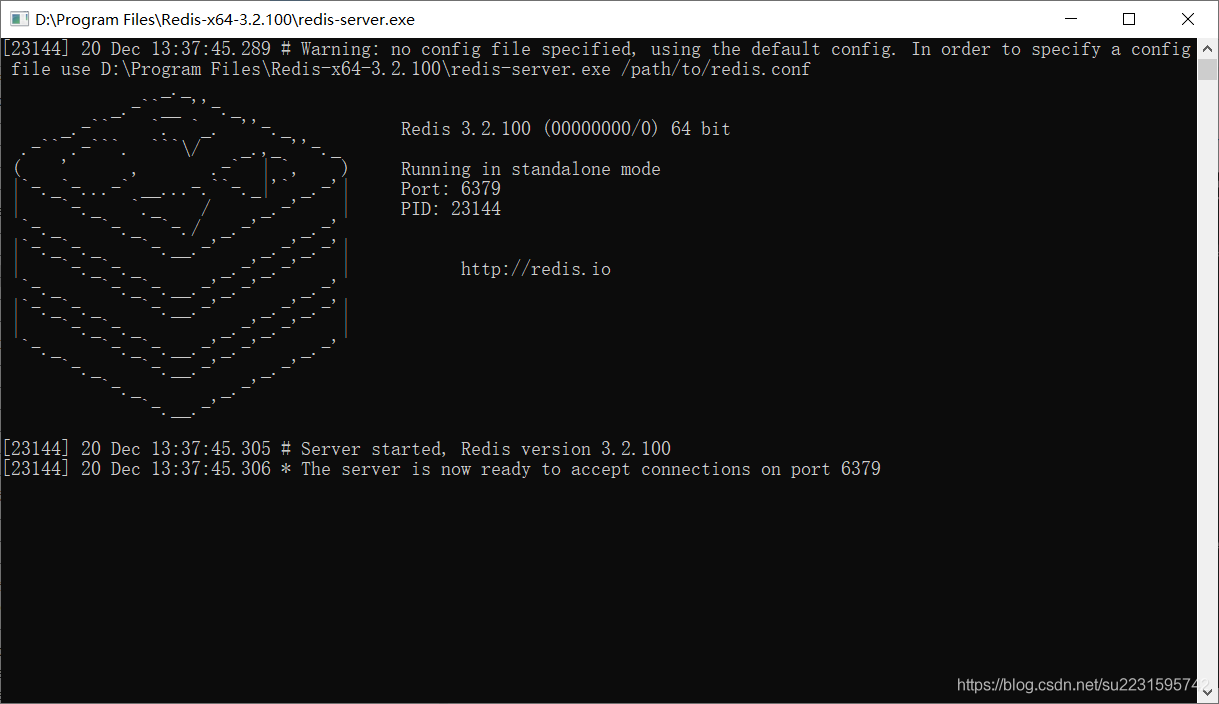 D:\Program Files\Redis-x64-3.2.100\redis-server.exe
[23144] 20 Dec 13:37:45.289 # Warning: no config file specified, using the default config. In order to specify a config
file use D:\Program Files\Redis-x64-3.2.100\redis-server.exe /path/to/redis.conf
Redis 3.2.100 (00000000/0) 64 bit
Running in standalone mode
Port: 6379
PID: 23144
http://redis.io
[23144] 20 Dec 13:37:45.305 # Server started, Redis version 3.2.100
[23144] 20 Dec 13:37:45.306 * The server is now ready to accept connections on port 6379
https://blog.csdn.net/su2231595742